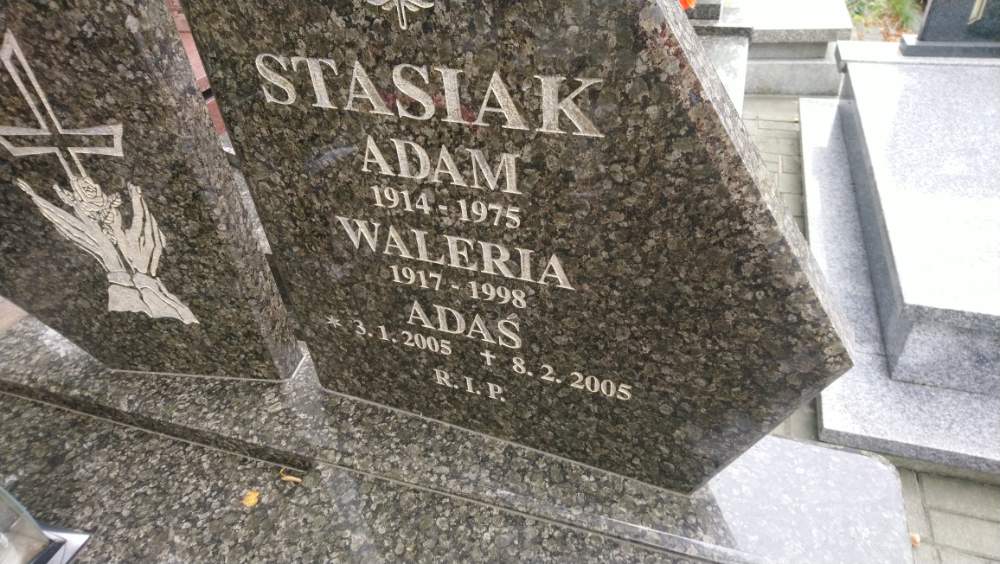 STASIAK
ADAM
1914 - 1975
WALERIA
1917 - 1998
ADAŚ
* 3.1.2005 † 8.2.2005
R.I.P.